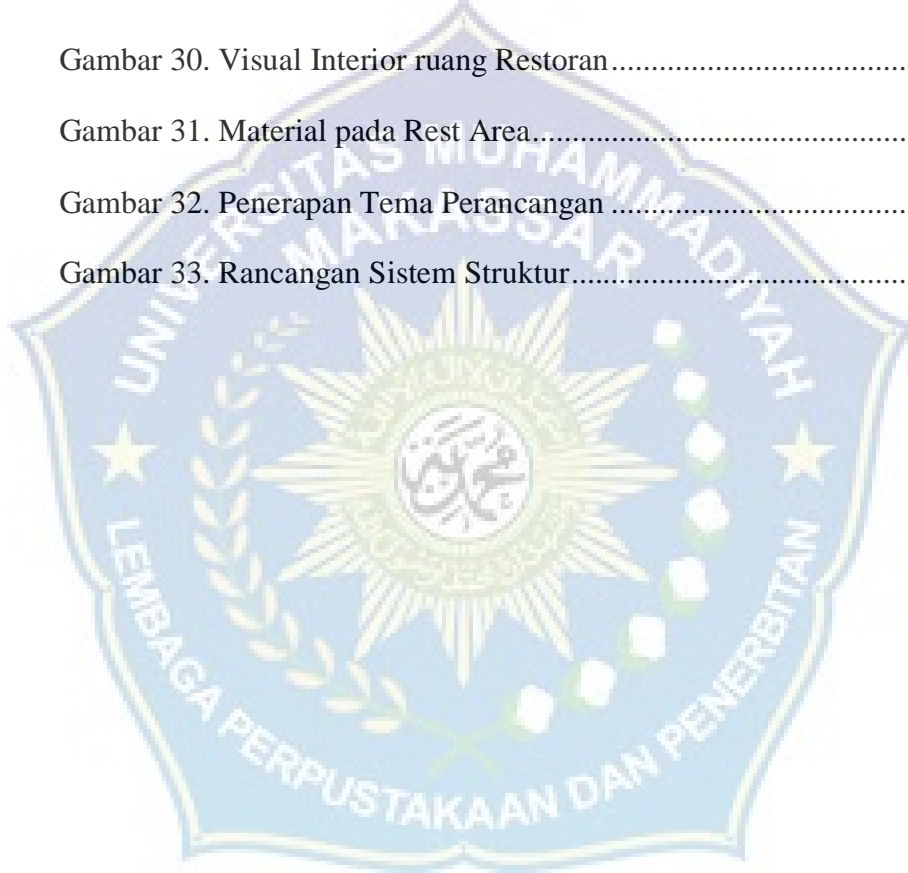 Gambar 30. Visual Interior ruang Restoran...................................
Gambar 31. Material pada Rest Area.............................................
Gambar 32. Penerapan Tema Perancangan ...................................
Gambar 33. Rancangan Sistem Struktur........................................
UNIVERSITAS MUHAMMADIYAH
MAKASSAR
محمدية
LEMBAGA PERPUSTAKAAN DAN PENERBITAN